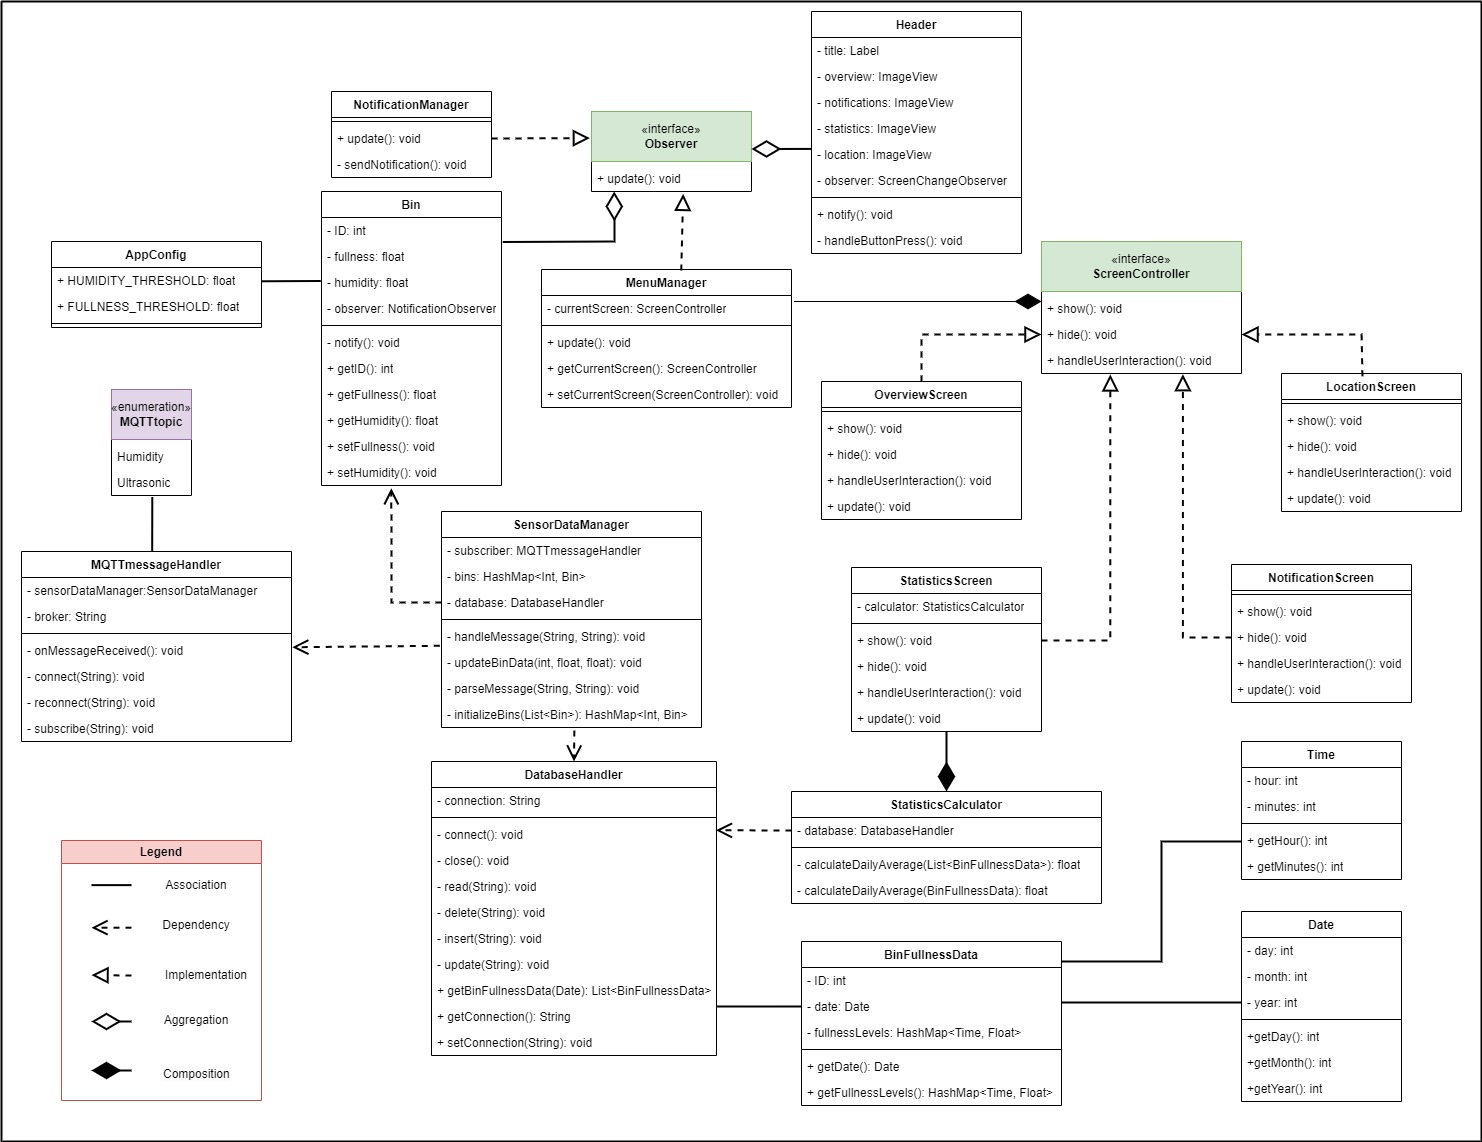 Header
- title: Label
- overview: ImageView
- notifications: ImageView
- statistics: ImageView
- location: ImageView
- observer: ScreenChangeObserver
+ notify(): void
- handleButtonPress(): void
NotificationManager
+ update(): void
- sendNotification(): void
«interface»
Observer
+ update(): void
Bin
- ID: int
- fullness: float
- humidity: float
- observer: NotificationObserver
- notify(): void
+ getID(): int
+ getFullness(): float
+ getHumidity(): float
+ setFullness(): void
+ setHumidity(): void
AppConfig
+ HUMIDITY_THRESHOLD: float
+ FULLNESS_THRESHOLD: float
MenuManager
- currentScreen: ScreenController
+ update(): void
+ getCurrentScreen(): ScreenController
+ setCurrentScreen(ScreenController): void
«interface»
ScreenController
+ show(): void
+ hide(): void
+ handleUserInteraction(): void
OverviewScreen
+ show(): void
+ hide(): void
+ handleUserInteraction(): void
+ update(): void
LocationScreen
+ show(): void
+ hide(): void
+ handleUserInteraction(): void
+ update(): void
«enumeration»
MQTTtopic
Humidity
Ultrasonic
MQTTmessageHandler
- sensorDataManager:SensorDataManager
- broker: String
- onMessageReceived(): void
- connect(String): void
- reconnect(String): void
- subscribe(String): void
SensorDataManager
- subscriber: MQTTmessageHandler
- bins: HashMap<Int, Bin>
- database: DatabaseHandler
- handleMessage(String, String): void
- updateBinData(int, float, float): void
- parseMessage(String, String): void
- initializeBins(List<Bin>): HashMap<Int, Bin>
StatisticsScreen
- calculator: StatisticsCalculator
+ show(): void
+ hide(): void
+ handleUserInteraction(): void
+ update(): void
NotificationScreen
+ show(): void
+ hide(): void
+ handleUserInteraction(): void
+ update(): void
DatabaseHandler
- connection: String
- connect(): void
- close(): void
- read(String): void
- delete(String): void
- insert(String): void
- update(String): void
+ getBinFullnessData(Date): List<BinFullnessData>
+ getConnection(): String
+ setConnection(String): void
StatisticsCalculator
- database: DatabaseHandler
- calculateDailyAverage(List<BinFullnessData>): float
- calculateDailyAverage(BinFullnessData): float
Time
- hour: int
- minutes: int
+ getHour(): int
+ getMinutes(): int
BinFullnessData
- ID: int
- date: Date
- fullnessLevels: HashMap<Time, Float>
+ getDate(): Date
+ getFullnessLevels(): HashMap<Time, Float>
Date
- day: int
- month: int
- year: int
+getDay(): int
+getMonth(): int
+getYear(): int
Legend
Association
Dependency
Implementation
Aggregation
Composition